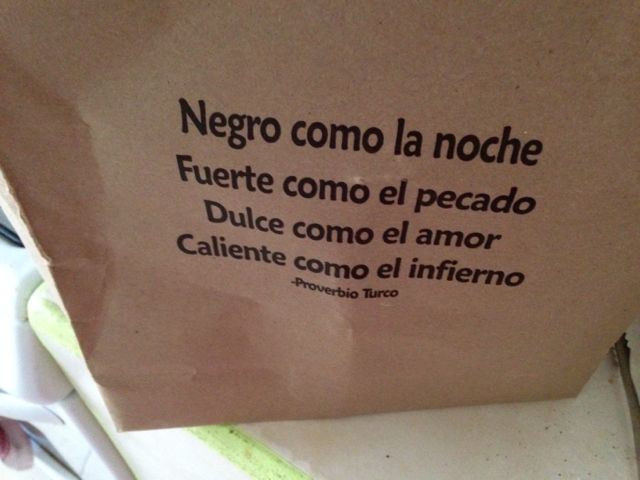 Negro como la noche
Fuerte como el pecado
Dulce como el amor
Caliente como el infierno
-Proverbio Turco